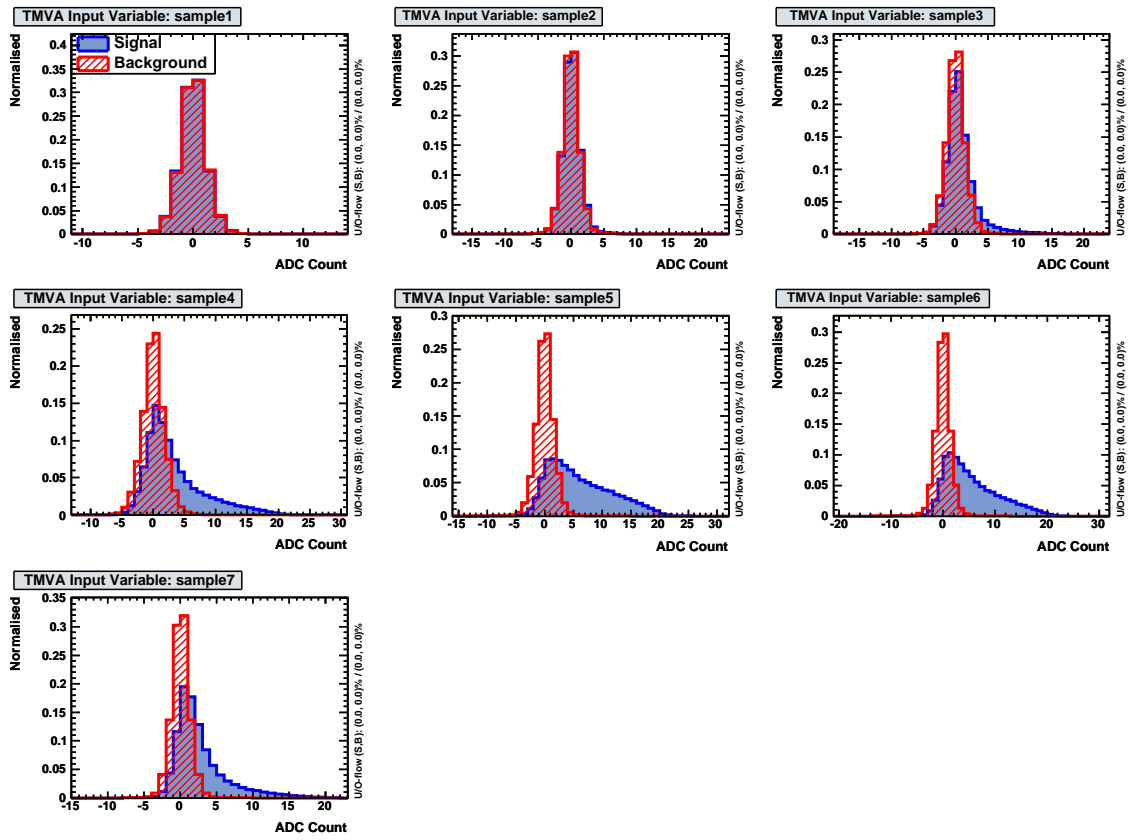 TMVA Input Variable: sample1
Normalised
0.4
0.35
0.3
0.25
0.2
0.15
0.1
0.05
0
-10 -5 0 5 10
ADC Count
Signal
Background
U/O-flow (S,B): (0.0, 0.0)% / (0.0, 0.0)%
TMVA Input Variable: sample2
Normalised
0.3
0.25
0.2
0.15
0.1
0.05
0
-15 -10 -5 0 5 10 15 20
ADC Count
U/O-flow (S,B): (0.0, 0.0)% / (0.0, 0.0)%
TMVA Input Variable: sample3
Normalised
0.3
0.25
0.2
0.15
0.1
0.05
0
-15 -10 -5 0 5 10 15 20
ADC Count
U/O-flow (S,B): (0.0, 0.0)% / (0.0, 0.0)%
TMVA Input Variable: sample4
Normalised
0.25
0.2
0.15
0.1
0.05
0
-10 -5 0 5 10 15 20 25 30
ADC Count
U/O-flow (S,B): (0.0, 0.0)% / (0.0, 0.0)%
TMVA Input Variable: sample5
Normalised
0.3
0.25
0.2
0.15
0.1
0.05
0
-15 -10 -5 0 5 10 15 20 25 30
ADC Count
U/O-flow (S,B): (0.0, 0.0)% / (0.0, 0.0)%
TMVA Input Variable: sample6
Normalised
0.3
0.25
0.2
0.15
0.1
0.05
0
-20 -10 0 10 20 30
ADC Count
U/O-flow (S,B): (0.0, 0.0)% / (0.0, 0.0)%
TMVA Input Variable: sample7
Normalised
0.35
0.3
0.25
0.2
0.15
0.1
0.05
0
-15 -10 -5 0 5 10 15 20
ADC Count
U/O-flow (S,B): (0.0, 0.0)% / (0.0, 0.0)%